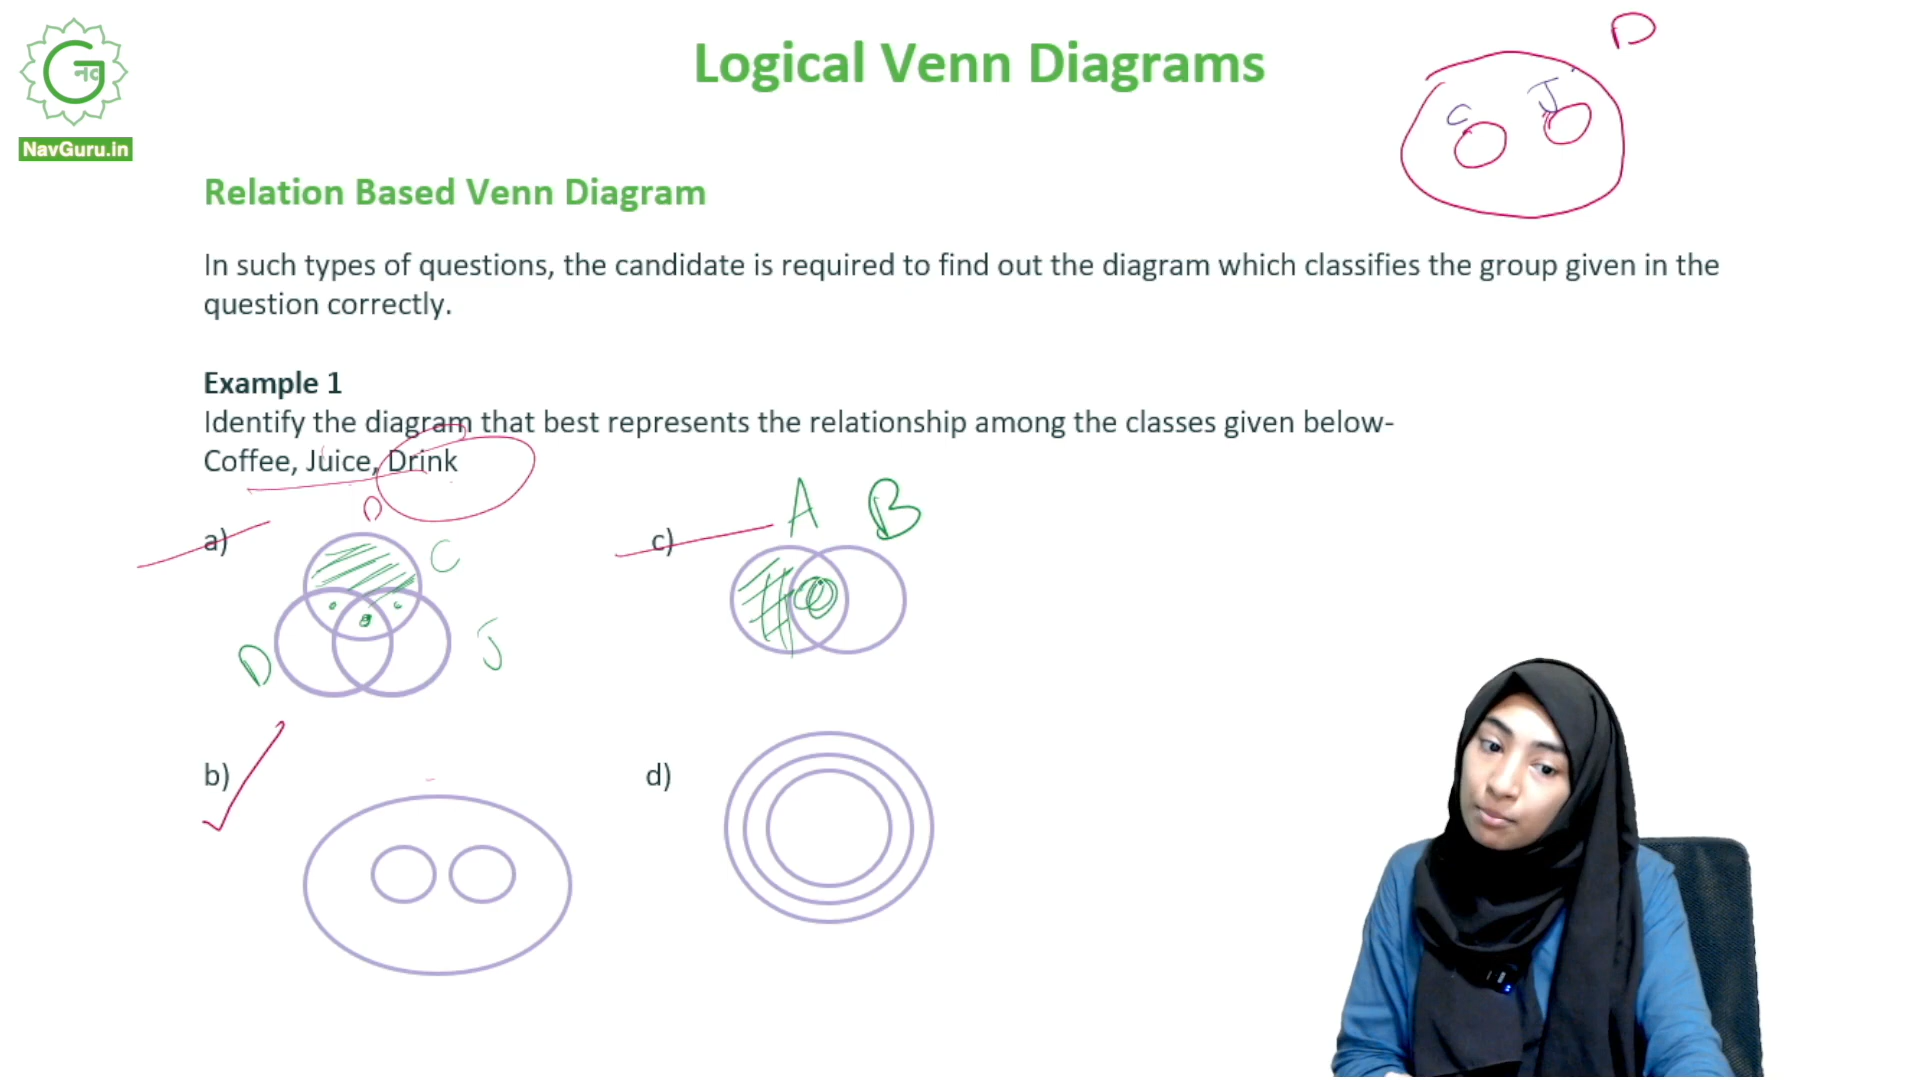 नव
NavGuru.in
Logical Venn Diagrams
D
C J
Relation Based Venn Diagram
In such types of questions, the candidate is required to find out the diagram which classifies the group given in the
question correctly.
Example 1
Identify the diagram that best represents the relationship among the classes given below-
Coffee, Juice, Drink
a)
D
C
D
J
c)
A B
b)
d)